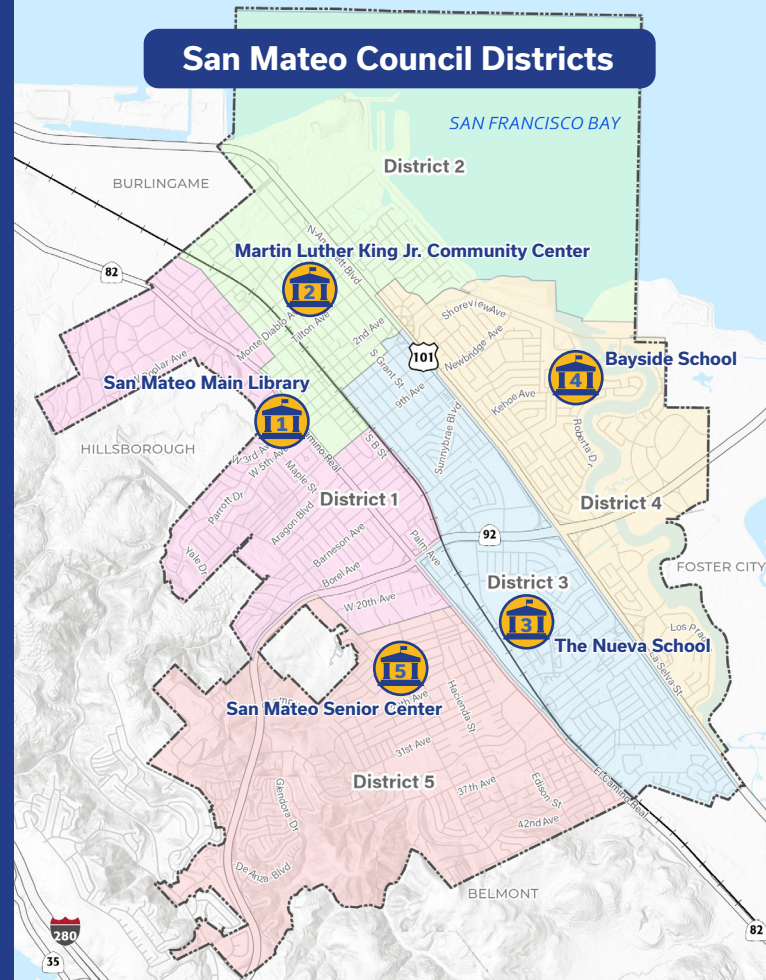 San Mateo Council Districts
SAN FRANCISCO BAY
District 2
BURLINGAME
Martin Luther King Jr. Community Center
82
2
Monte Diablo
Tilton Ave
2nd Ave
Shoreview Ave
Newbridge Ave
101
S Grant St
9th Ave
Bayside School
4
Kehoe Ave
San Mateo Main Library
1
Sunnybrae Blvd
Roberta Dr
HILLSBOROUGH
W 3rd
W 5th Ave
Maple St
S B St
District 1
Parrott Dr
Aragon Blvd
District 4
Barneson Ave
Palm Ave
92
Yale Dr
Borel Ave
FOSTER CITY
District 3
W 20th Ave
3
Los
The Nueva School
La Selva St
5
San Mateo Senior Center
Hacienda St
31st Ave
District 5
37th Ave
Edison St
El Camino Real
Glendora Dr
42nd Ave
De Anza Blvd
BELMONT
280
82
35